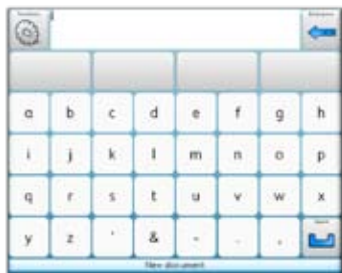 a b c d e f g h
i j k l m n o p
q r s t u v w x
y z ' & - . ,
New document